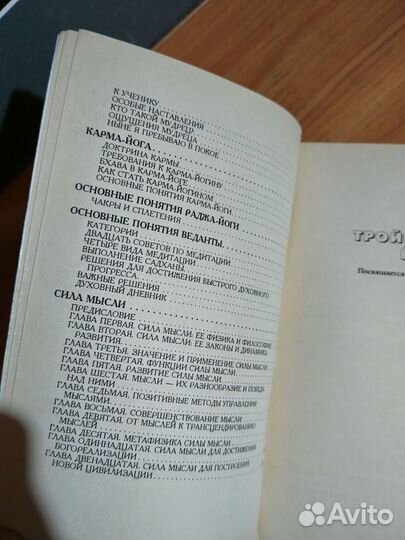 К УЧЕНИКУ
ОСОБЫЕ НАСТАВЛЕНИЯ
КТО ТАКОЙ МУДРЕЦ?
ОЩУЩЕНИЯ МУДРЕЦА
НЫНЕ Я ПРЕБЫВАЮ В ПОКОЕ
КАРМА-ЙОГА
ДОКТРИНА КАРМЫ
ТРЕБОВАНИЯ К КАРМА-ЙОГИНУ
БХАВА В КАРМА-ЙОГЕ
КАК СТАТЬ КАРМА-ЙОГИНОМ
ОСНОВНЫЕ ПОНЯТИЯ КАРМА-ЙОГИ
ОСНОВНЫЕ ПОНЯТИЯ РАДЖА-ЙОГИ
ЧАКРЫ И СПЛЕТЕНИЯ
ОСНОВНЫЕ ПОНЯТИЯ ВЕДАНТЫ
КАТЕГОРИИ
ДВАДЦАТЬ СОВЕТОВ ПО МЕДИТАЦИИ
ЧЕТЫРЕ ВИДА МЕДИТАЦИИ
ВЫПОЛНЕНИЕ САДХАНЫ
РЕШЕНИЯ ДЛЯ ДОСТИЖЕНИЯ БЫСТРОГО ДУХОВНОГО
ПРОГРЕССА
ВАЖНЫЕ РЕШЕНИЯ
ДУХОВНЫЙ ДНЕВНИК
СИЛА МЫСЛИ
ПРЕДИСЛОВИЕ
ГЛАВА ПЕРВАЯ. СИЛА МЫСЛИ: ЕЕ ФИЗИКА И ФИЛОСОФИЯ
ГЛАВА ВТОРАЯ. СИЛА МЫСЛИ: ЕЕ ЗАКОНЫ И ДИНАМИКА
РАЗВИТИЯ
ГЛАВА ТРЕТЬЯ. ЗНАЧЕНИЕ И ПРИМЕНЕНИЕ СИЛЫ МЫСЛИ
ГЛАВА ЧЕТВЕРТАЯ. ФУНКЦИИ СИЛЫ МЫСЛИ
ГЛАВА ПЯТАЯ. РАЗВИТИЕ СИЛЫ МЫСЛИ
ГЛАВА ШЕСТАЯ. МЫСЛИ — ИХ РАЗНООБРАЗИЕ И ПОБЕДА
НАД НИМИ
ГЛАВА СЕДЬМАЯ. ПОЗИТИВНЫЕ МЕТОДЫ УПРАВЛЕНИЯ
МЫСЛЯМИ
ГЛАВА ВОСЬМАЯ. СОВЕРШЕНСТВОВАНИЕ МЫСЛИ
ГЛАВА ДЕВЯТАЯ. ОТ МЫСЛЕЙ К ТРАНСЦЕНДИРОВАНИЮ
МЫСЛЕЙ
ГЛАВА ДЕСЯТАЯ. МЕТАФИЗИКА СИЛЫ МЫСЛИ
ГЛАВА ОДИННАДЦАТАЯ. СИЛА МЫСЛИ ДЛЯ ДОСТИЖЕНИЯ
БОГОРЕАЛИЗАЦИИ
ГЛАВА ДВЕНАДЦАТАЯ. СИЛА МЫСЛИ ДЛЯ ПОСТРОЕНИЯ
НОВОЙ ЦИВИЛИЗАЦИИ
ТРОЙ
Посвящается
Avito